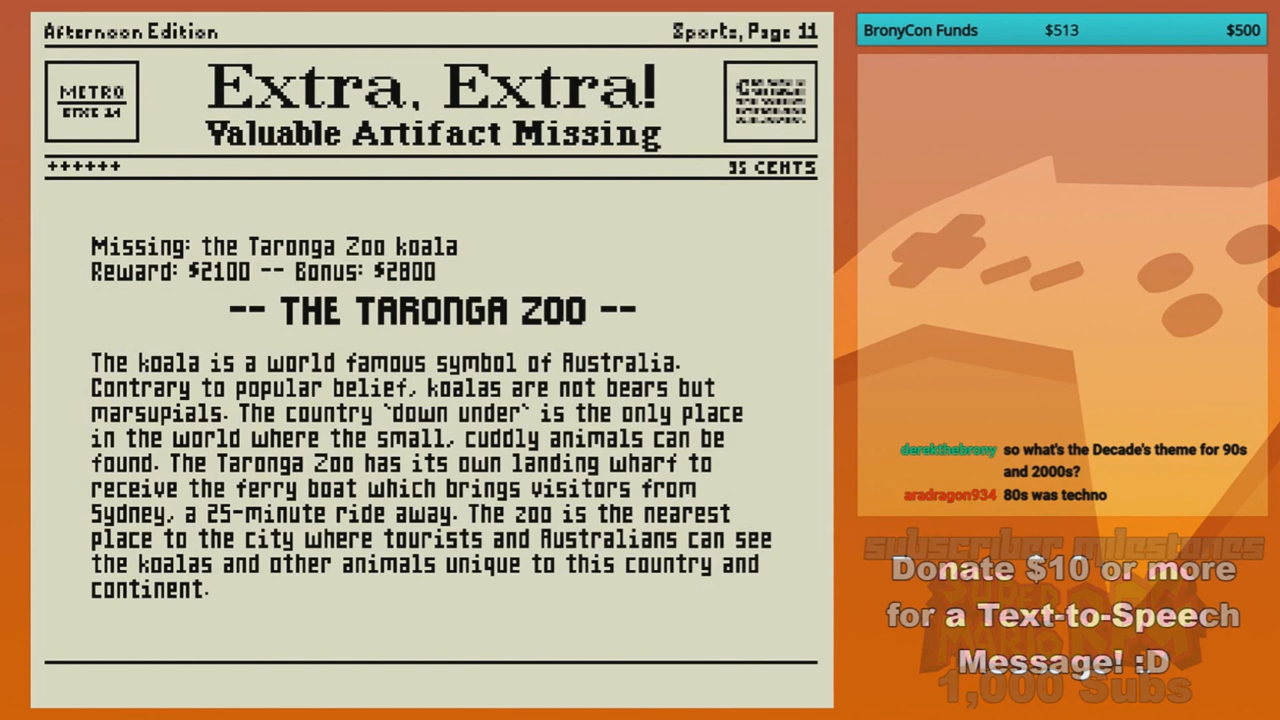 Afternoon Edition
Sports, Page 11
METRO
Extra, Extra!
Valuable Artifact Missing
++++++
35 CENTS
Missing: the Taronga Zoo koala
Reward: $2100 -- Bonus: $2800
-- THE TARONGA ZOO --
The koala is a world famous symbol of Australia.
Contrary to popular belief, koalas are not bears but
marsupials. The country `down under` is the only place
in the world where the small, cuddly animals can be
found. The Taronga Zoo has its own landing wharf to
receive the ferry boat which brings visitors from
Sydney, a 25-minute ride away. The zoo is the nearest
place to the city where tourists and Australians can see
the koalas and other animals unique to this country and
continent.
BronyCon Funds $513 $500
derekthebrony so what's the Decade's theme for 90s
and 2000s?
aradragon934 80s was techno
subscriber milestones
Donate $10 or more
for a Text-to-Speech
Message! :D
SUPER
MARIO RPG
1,000 Subs